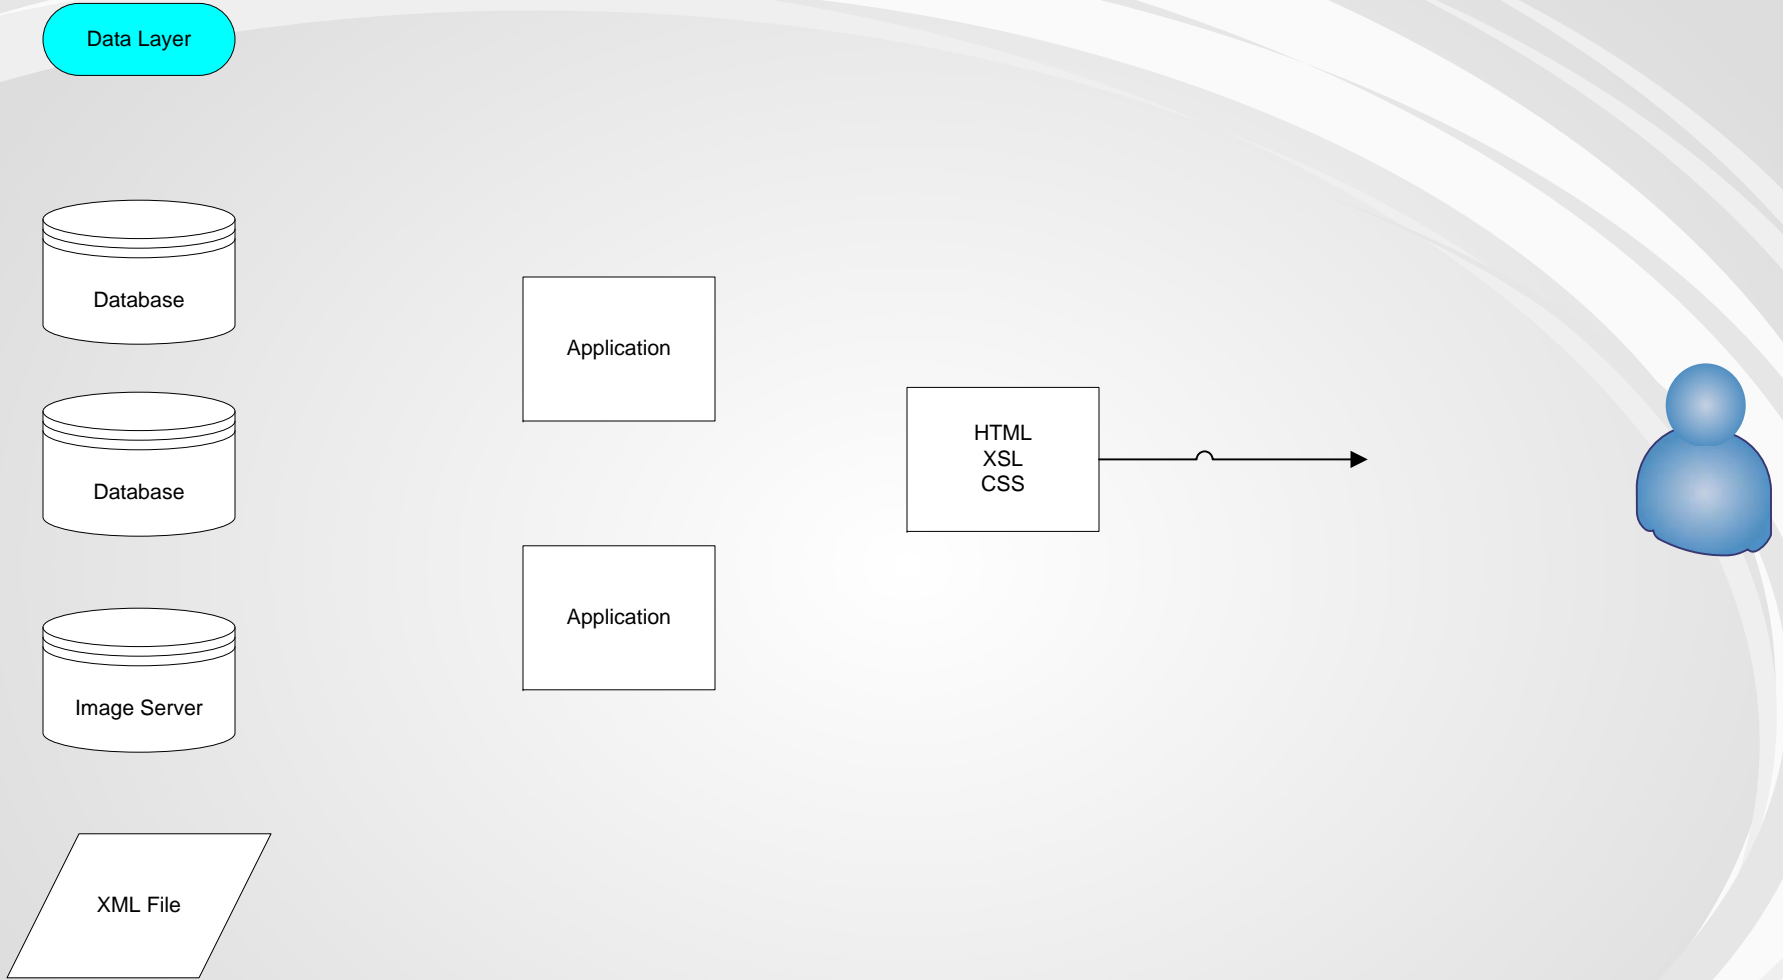 Data Layer
Database
Application
Database
HTML
XSL
CSS
Application
Image Server
XML File